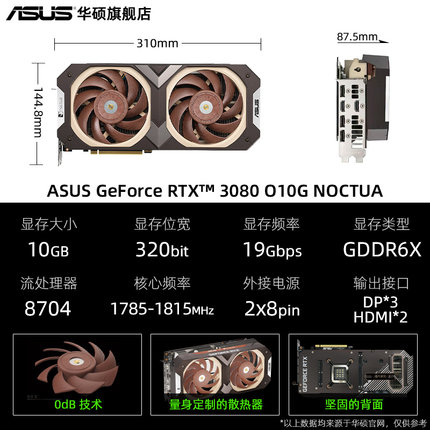 ASUS 华硕旗舰店
310mm
87.5mm
144.8mm
ASUS GeForce RTX™ 3080 O10G NOCTUA
显存大小 显存位宽 显存频率 显存类型
10GB 320bit 19Gbps GDDR6X
流处理器 核心频率 外接电源 输出接口
8704 1785-1815MHz 2x8pin DP*3
HDMI*2
GEFORCE RTX
0dB 技术 量身定制的散热器 坚固的背面
*以上数据均来源于华硕官网，仅供参考